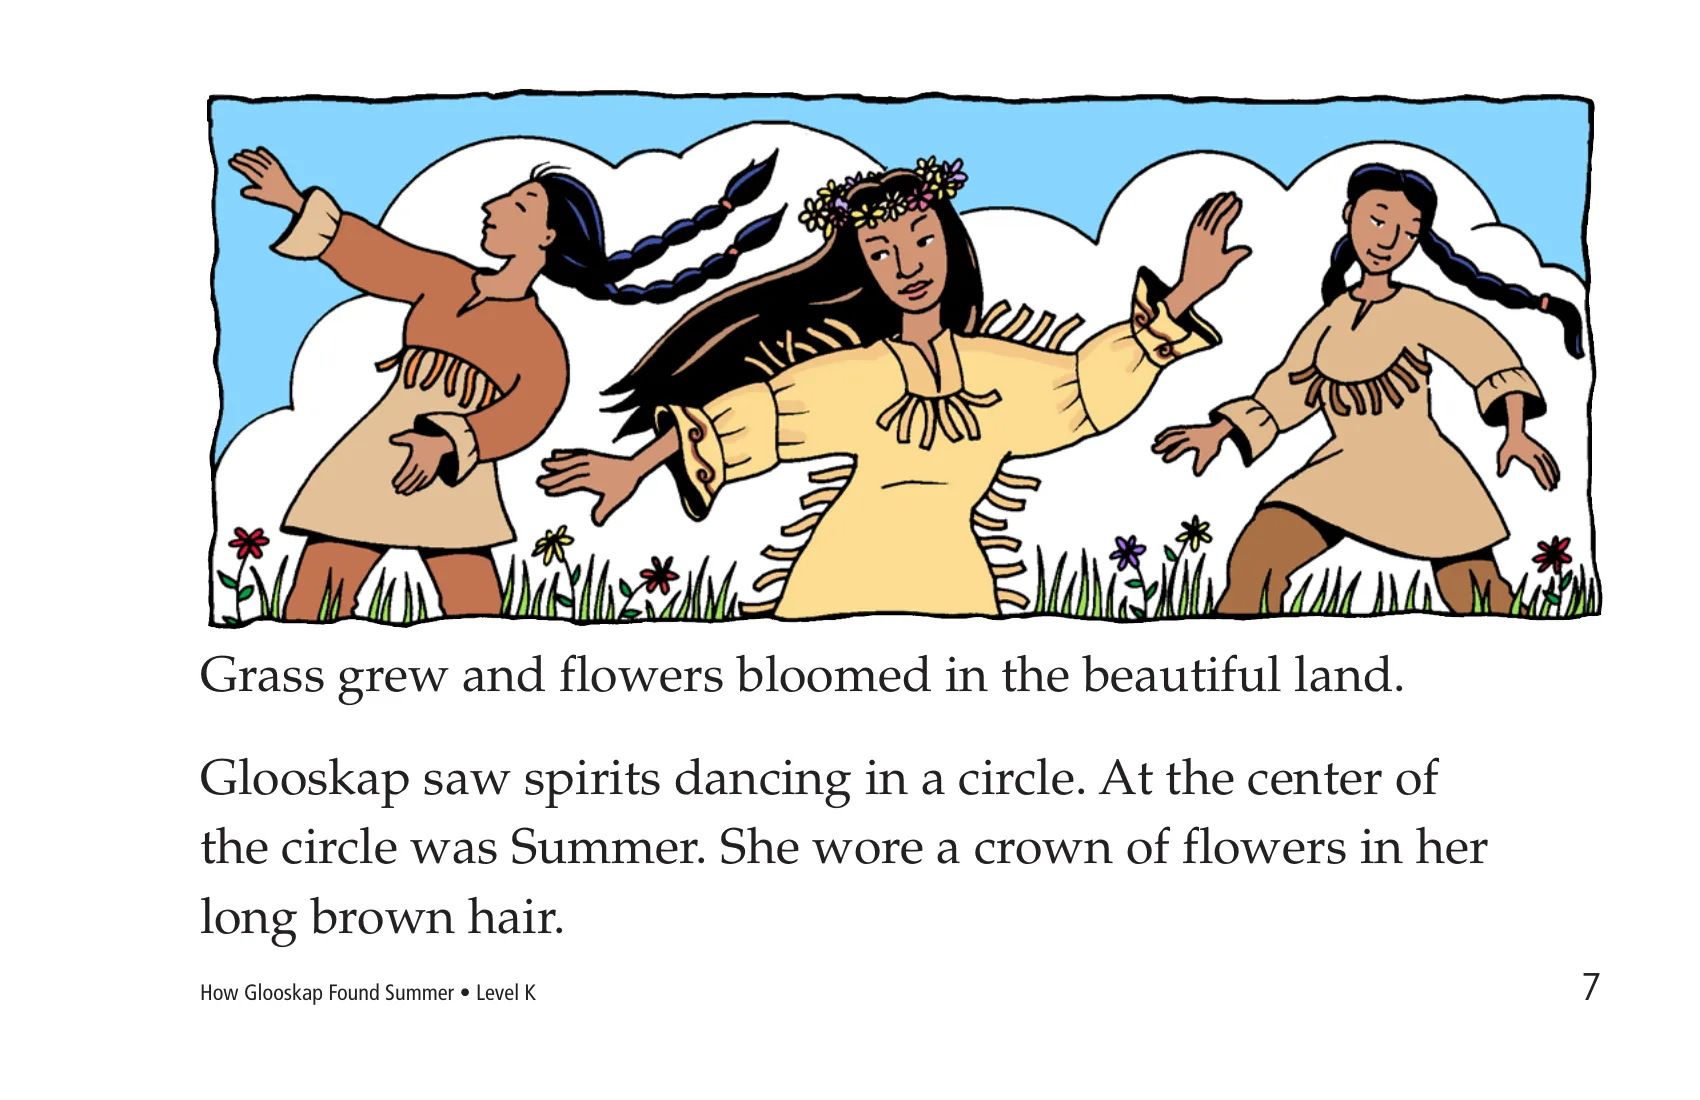 Grass grew and flowers bloomed in the beautiful land.
Glooskap saw spirits dancing in a circle. At the center of
the circle was Summer. She wore a crown of flowers in her
long brown hair.
How Glooskap Found Summer • Level K
7